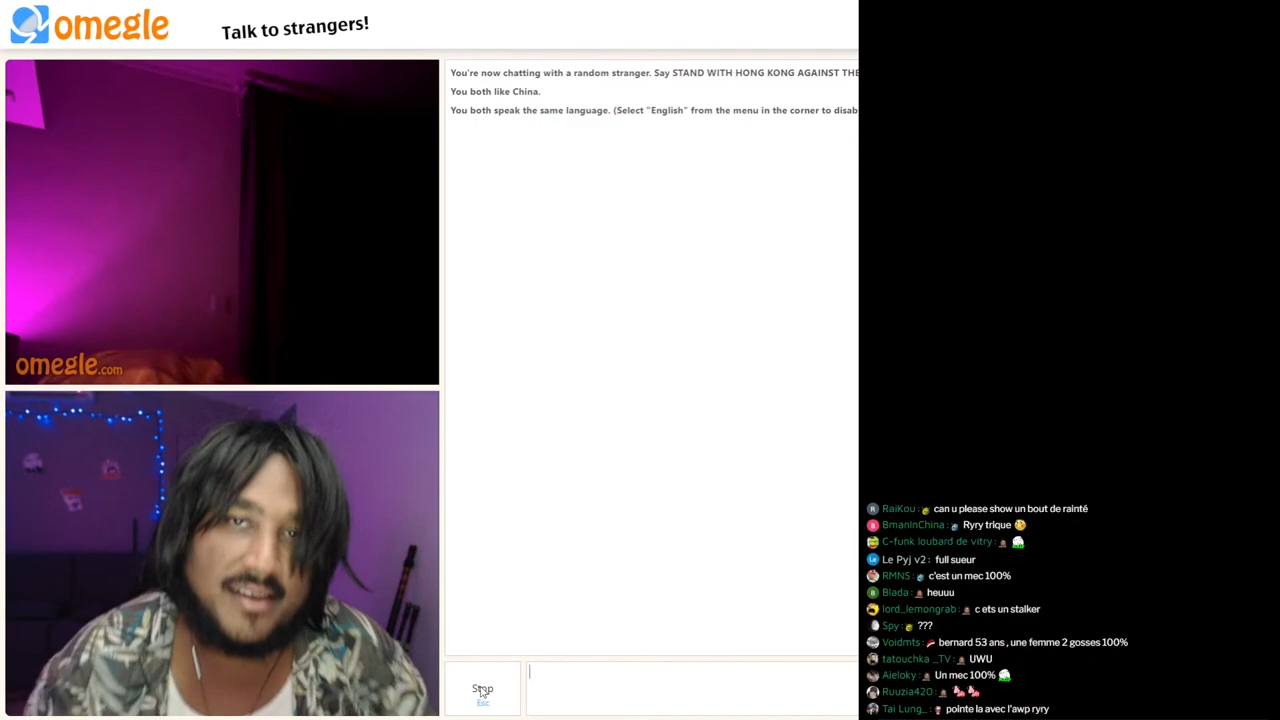 omegle
Talk to strangers!
You're now chatting with a random stranger. Say STAND WITH HONG KONG AGAINST THE
You both like China.
You both speak the same language. (Select "English" from the menu in the corner to disab
omegle.com
Stop
Esc
RaiKou : can u please show un bout de rainté
BmanInChina : Ryry trique
C-funk loubard de vitry :
Le Pyj v2 : full sueur
RMNS : c'est un mec 100%
Blada : heuuu
lord_lemongrab : c ets un stalker
Spy : ???
Voidmts : bernard 53 ans , une femme 2 gosses 100%
tatouchka _TV : UWU
Aieloky : Un mec 100%
Ruuzia420 :
Tai Lung_ : pointe la avec l'awp ryry